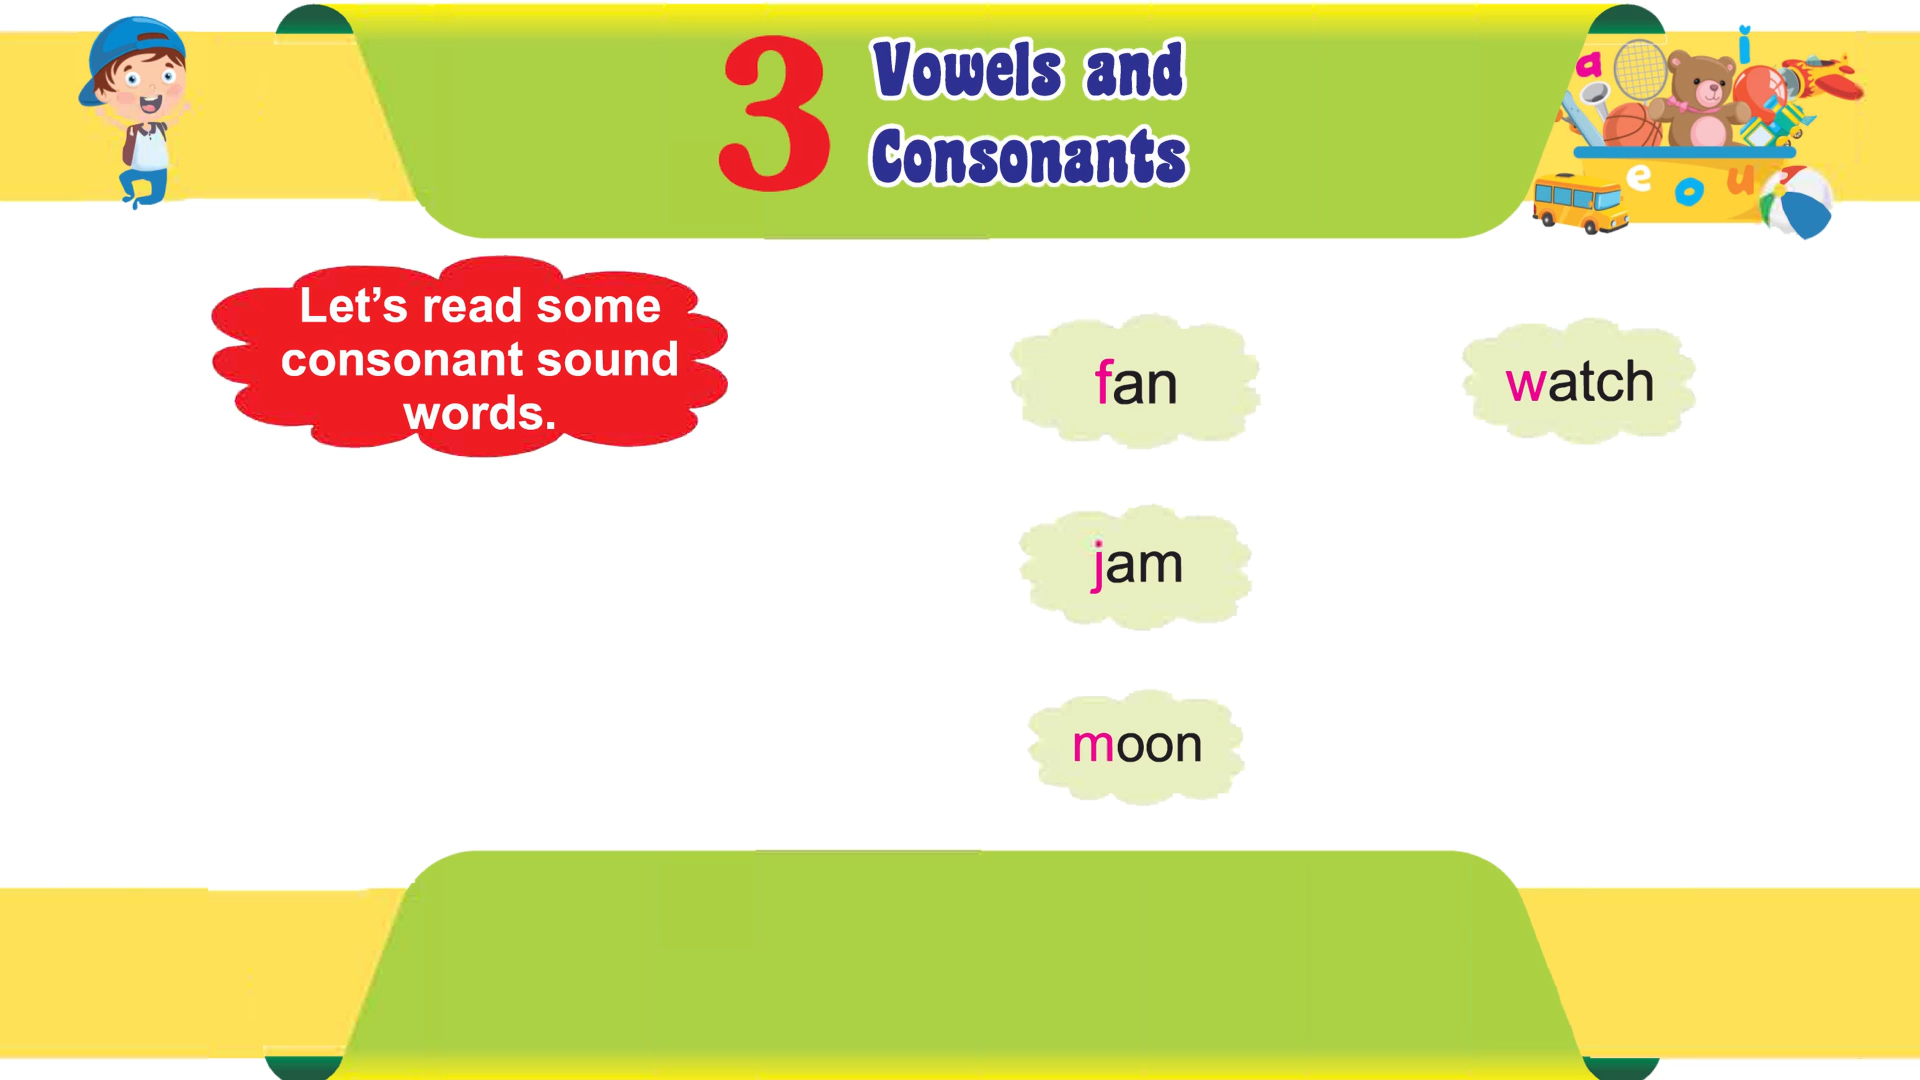 3
Vowels and
Consonants
a
i
e
o
u
Let's read some
consonant sound
words.
fan
watch
jam
moon